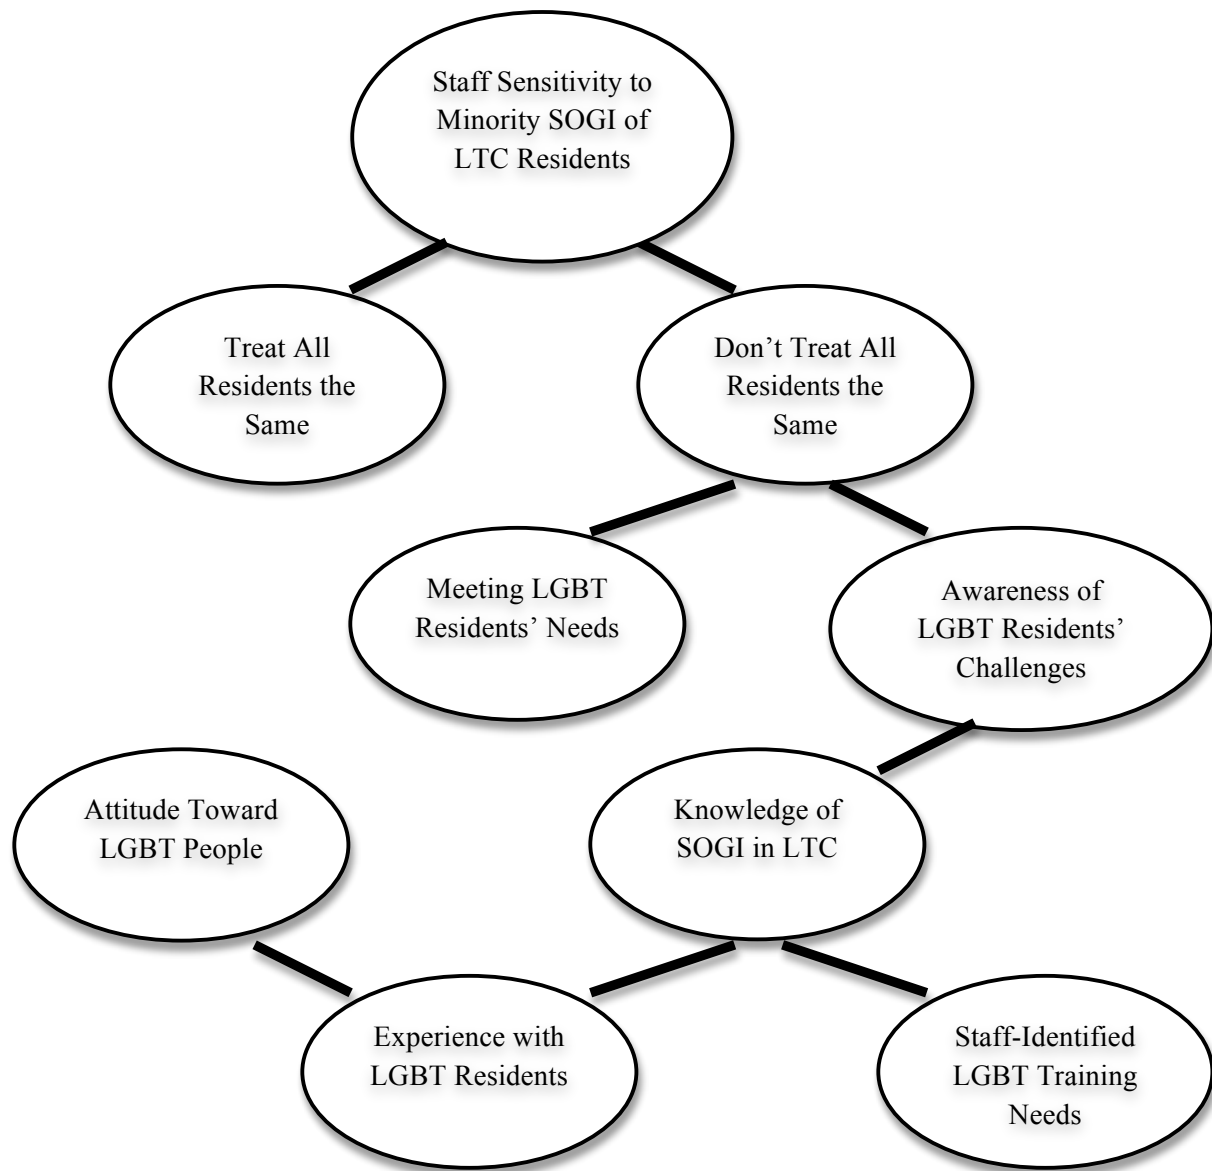 Staff Sensitivity to
Minority SOGI of
LTC Residents
Treat All
Residents the
Same
Don’t Treat All
Residents the
Same
Meeting LGBT
Residents’ Needs
Awareness of
LGBT Residents’
Challenges
Attitude Toward
LGBT People
Knowledge of
SOGI in LTC
Experience with
LGBT Residents
Staff-Identified
LGBT Training
Needs